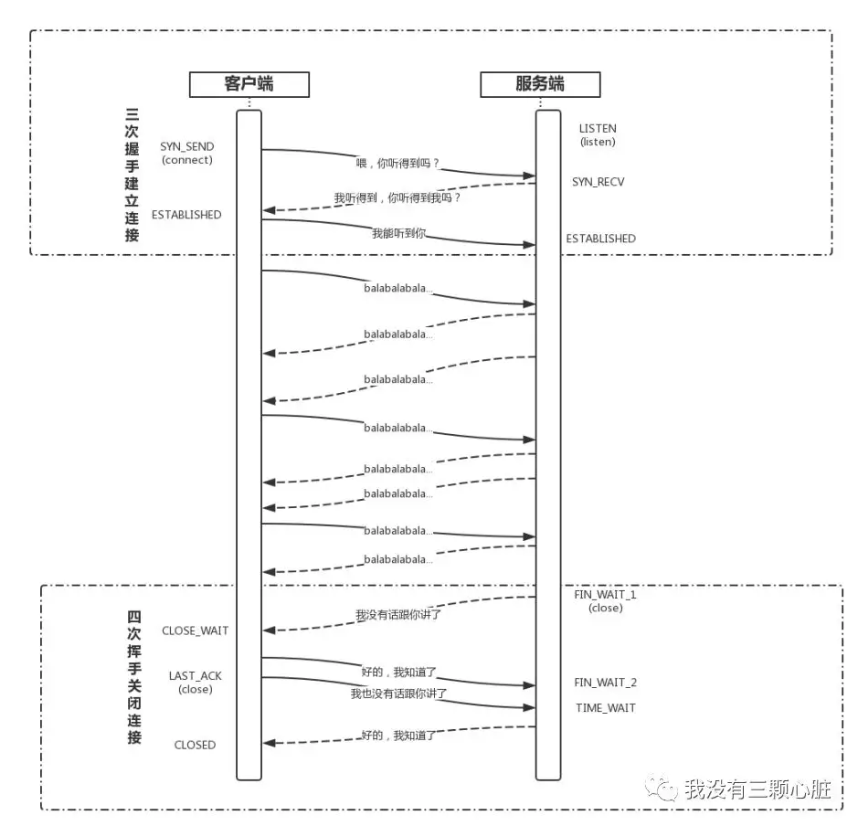 客户端
服务端
三次握手建立连接
LISTEN
(listen)
SYN_SEND
(connect)
喂，你听得到吗？
SYN_RECV
我听得到，你听得到我吗？
ESTABLISHED
我能听到你
ESTABLISHED
balabalabala...
balabalabala...
balabalabala...
balabalabala...
balabalabala...
balabalabala...
balabalabala...
balabalabala...
四次挥手关闭连接
FIN_WAIT_1
(close)
我没有话跟你讲了
CLOSE_WAIT
好的，我知道了
LAST_ACK
(close)
FIN_WAIT_2
我也没有话跟你讲了
TIME_WAIT
好的，我知道了
CLOSED
我没有三颗心脏